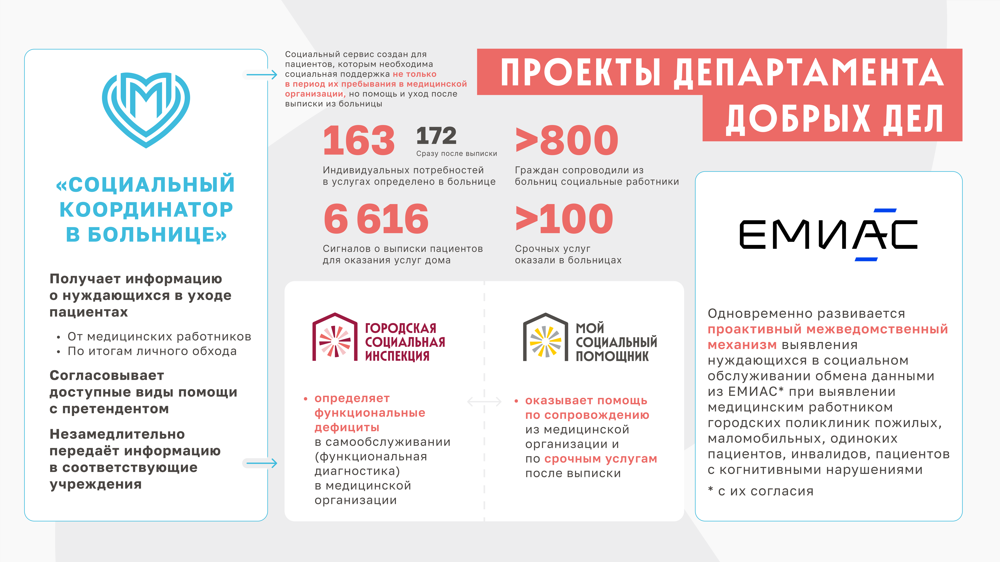 ПРОЕКТЫ ДЕПАРТАМЕНТА
ДОБРЫХ ДЕЛ
М
«СОЦИАЛЬНЫЙ
КООРДИНАТОР
В БОЛЬНИЦЕ»
Получает информацию
о нуждающихся в уходе
пациентах
• От медицинских работников
• По итогам личного обхода
Согласовывает
доступные виды помощи
с претендентом
Незамедлительно
передаёт информацию
в соответствующие
учреждения
Социальный сервис создан для
пациентов, которым необходима
социальная поддержка не только
в период их пребывания в медицинской
организации, но помощь и уход после
выписки из больницы
163
172
Сразу после выписки
Индивидуальных потребностей
в услугах определено в больнице
>800
Граждан сопроводили из
больниц социальные работники
6 616
Сигналов о выписки пациентов
для оказания услуг дома
>100
Срочных услуг
оказали в больницах
ГОРОДСКАЯ
СОЦИАЛЬНАЯ
ИНСПЕКЦИЯ
• определяет
функциональные
дефициты
в самообслуживании
(функциональная
диагностика)
в медицинской
организации
МОЙ
СОЦИАЛЬНЫЙ
ПОМОЩНИК
• оказывает помощь
по сопровождению
из медицинской
организации и
по срочным услугам
после выписки
ЕМИАС
Одновременно развивается
проактивный межведомственный
механизм выявления
нуждающихся в социальном
обслуживании обмена данными
из ЕМИАС* при выявлении
медицинским работником
городских поликлиник пожилых,
маломобильных, одиноких
пациентов, инвалидов, пациентов
с когнитивными нарушениями
* с их согласия